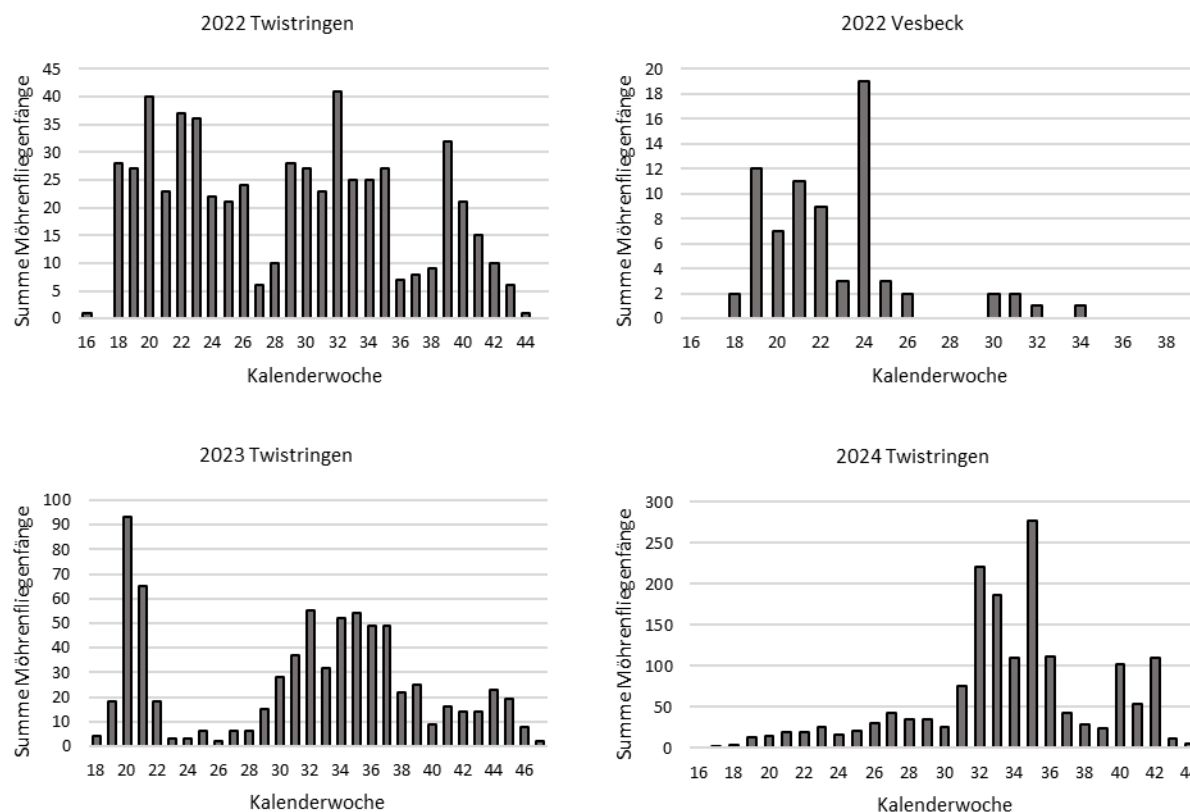 2022 Twistringen
Summe Möhrenfliegenfänge
45
40
35
30
25
20
15
10
5
0
16 18 20 22 24 26 28 30 32 34 36 38 40 42 44
Kalenderwoche
2022 Vesbeck
Summe Möhrenfliegenfänge
20
18
16
14
12
10
8
6
4
2
0
16 18 20 22 24 26 28 30 32 34 36 38
Kalenderwoche
2023 Twistringen
Summe Möhrenfliegenfänge
100
90
80
70
60
50
40
30
20
10
0
18 20 22 24 26 28 30 32 34 36 38 40 42 44 46
Kalenderwoche
2024 Twistringen
Summe Möhrenfliegenfänge
300
250
200
150
100
50
0
16 18 20 22 24 26 28 30 32 34 36 38 40 42
Kalenderwoche